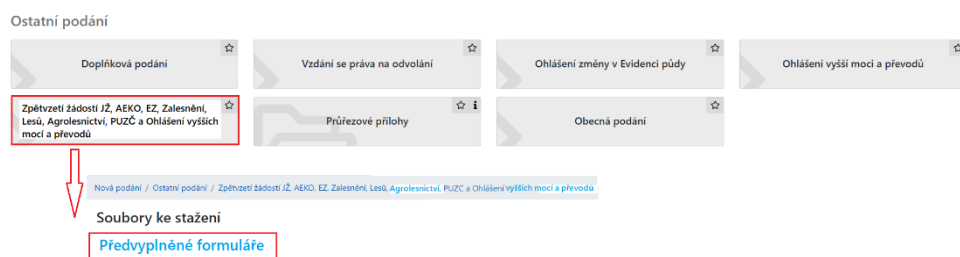 Ostatní podání
Doplňková podání
Vzdání se práva na odvolání
Ohlášení změny v Evidenci půdy
Ohlášení vyšší moci a převodů
Zpětvzetí žádostí JŽ, AEKO, EZ, Zalesnění,
Lesů, Agrolesnictví, PUZČ a Ohlášení vyšších
mocí a převodů
Průřezové přílohy
Obecná podání
Nová podání / Ostatní podání / Zpětvzetí žádostí JŽ, AEKO, EZ, Zalesnění, Lesů, Agrolesnictví, PUZČ a Ohlášení vyšších mocí a převodů
Soubory ke stažení
Předvyplněné formuláře